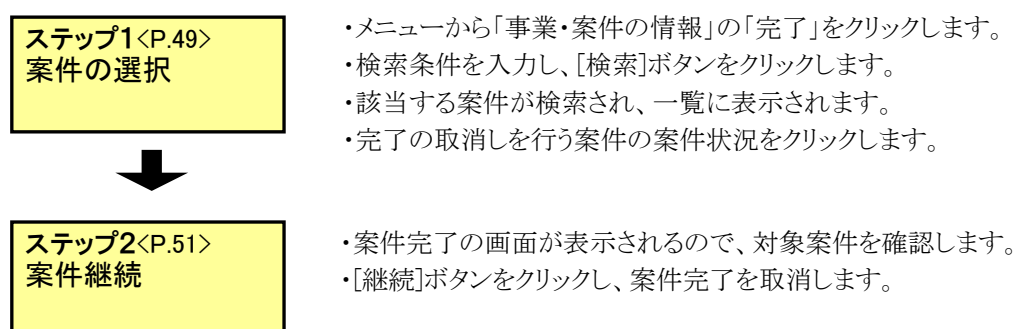 ステップ1<P.49>
案件の選択
・メニューから「事業・案件の情報」の「完了」をクリックします。
・検索条件を入力し、[検索]ボタンをクリックします。
・該当する案件が検索され、一覧に表示されます。
・完了の取消しを行う案件の案件状況をクリックします。
ステップ2<P.51>
案件継続
・案件完了の画面が表示されるので、対象案件を確認します。
・[継続]ボタンをクリックし、案件完了を取消します。